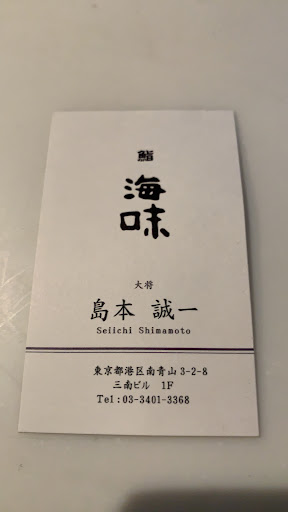 鮨
海味
大将
島本 誠一
Seiichi Shimamoto
東京都港区南青山3-2-8
三南ビル 1F
Tel:03-3401-3368